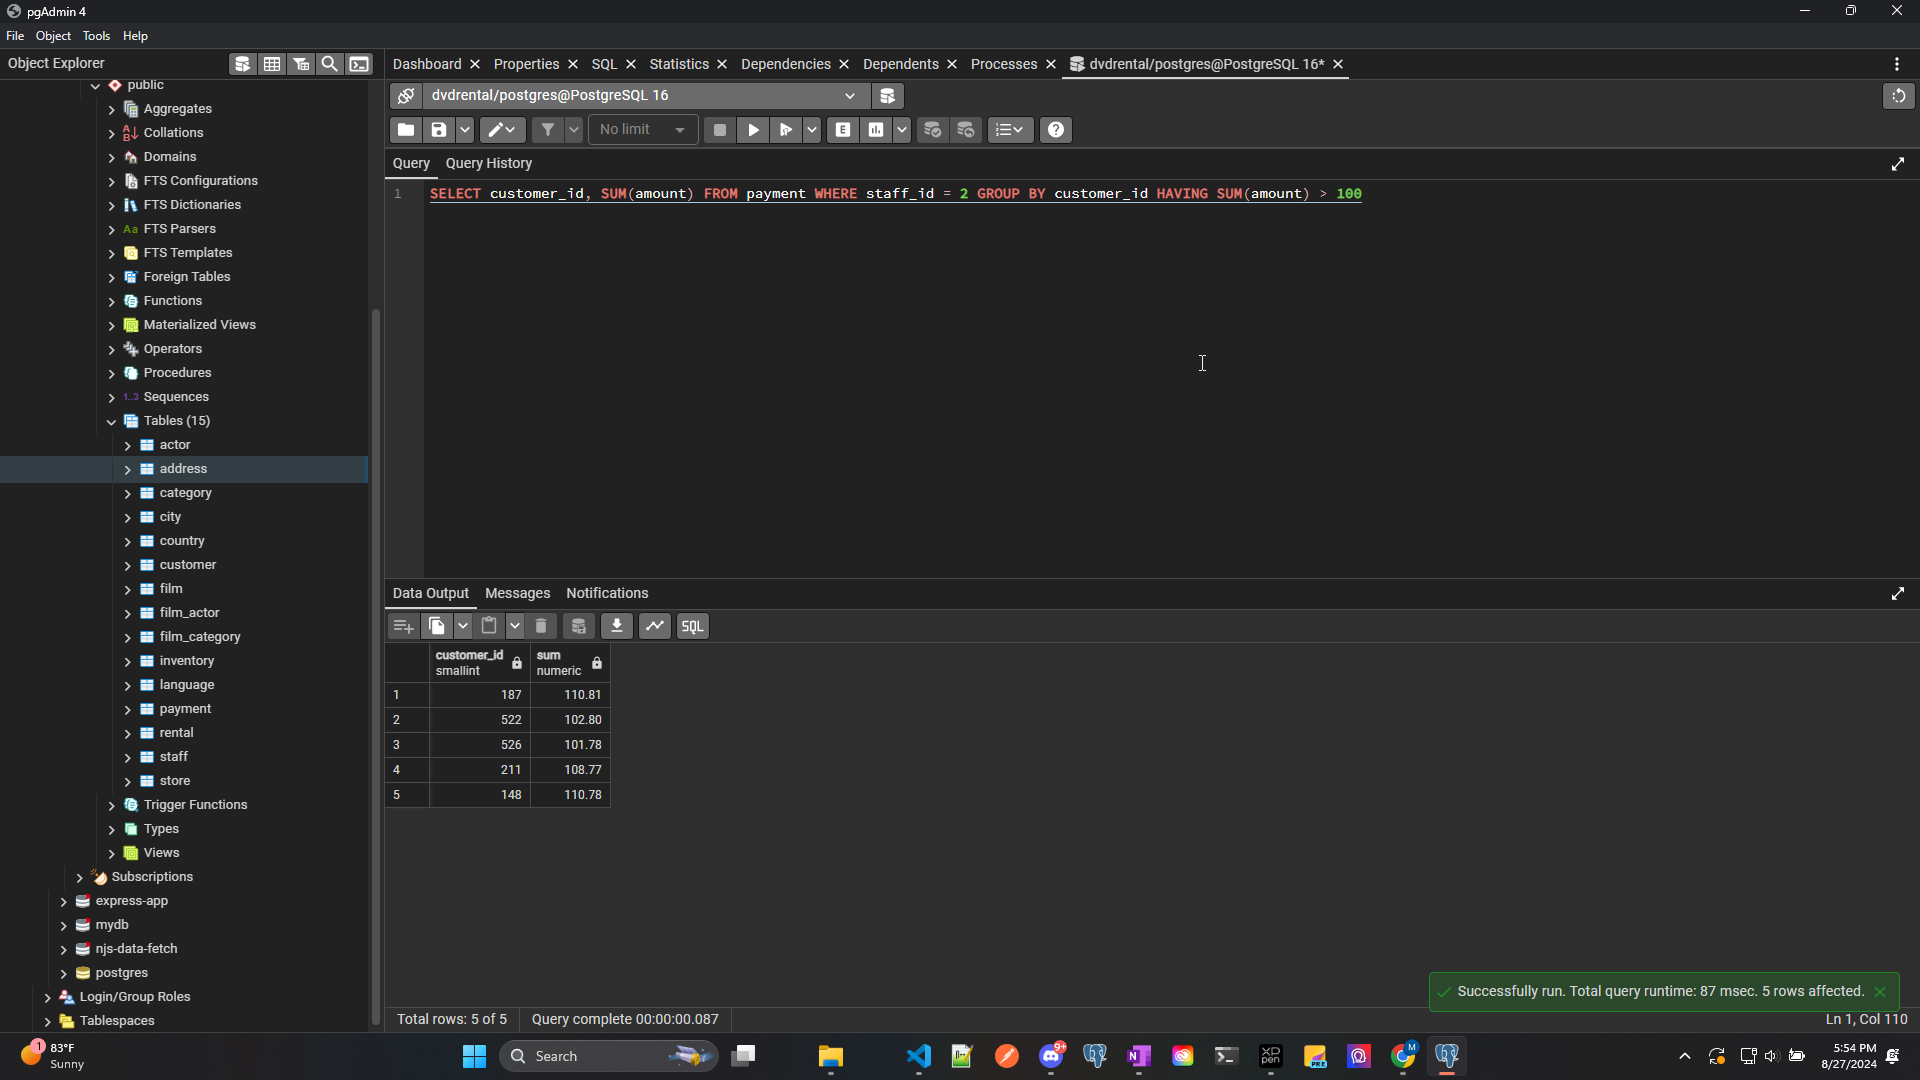 pgAdmin 4
File Object Tools Help
Object Explorer
Dashboard Properties SQL Statistics Dependencies Dependents Processes dvdrental/postgres@PostgreSQL 16*
public
Aggregates
Collations
Domains
FTS Configurations
FTS Dictionaries
Aa FTS Parsers
FTS Templates
Foreign Tables
Functions
Materialized Views
Operators
Procedures
1..3 Sequences
Tables (15)
actor
address
category
city
country
customer
film
film_actor
film_category
inventory
language
payment
rental
staff
store
Trigger Functions
Types
Views
Subscriptions
express-app
mydb
njs-data-fetch
postgres
Login/Group Roles
Tablespaces
dvdrental/postgres@PostgreSQL 16
No limit
E
Query Query History
1 SELECT customer_id, SUM(amount) FROM payment WHERE staff_id = 2 GROUP BY customer_id HAVING SUM(amount) > 100
Data Output Messages Notifications
SQL
customer_id smallint sum numeric
1 187 110.81
2 522 102.80
3 526 101.78
4 211 108.77
5 148 110.78
Successfully run. Total query runtime: 87 msec. 5 rows affected.
Total rows: 5 of 5 Query complete 00:00:00.087 Ln 1, Col 110
1 83°F
Sunny
Search
9+
XP pen
PRE
M
5:54 PM
8/27/2024